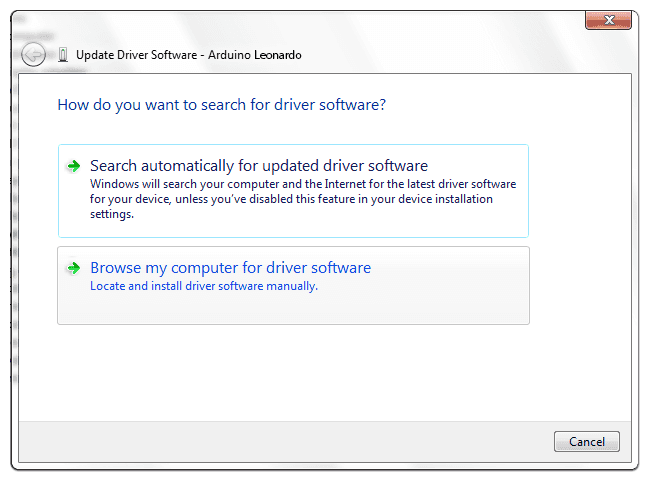 Update Driver Software - Arduino Leonardo
How do you want to search for driver software?
Search automatically for updated driver software
Windows will search your computer and the Internet for the latest driver software
for your device, unless you've disabled this feature in your device installation
settings.
Browse my computer for driver software
Locate and install driver software manually.
Cancel